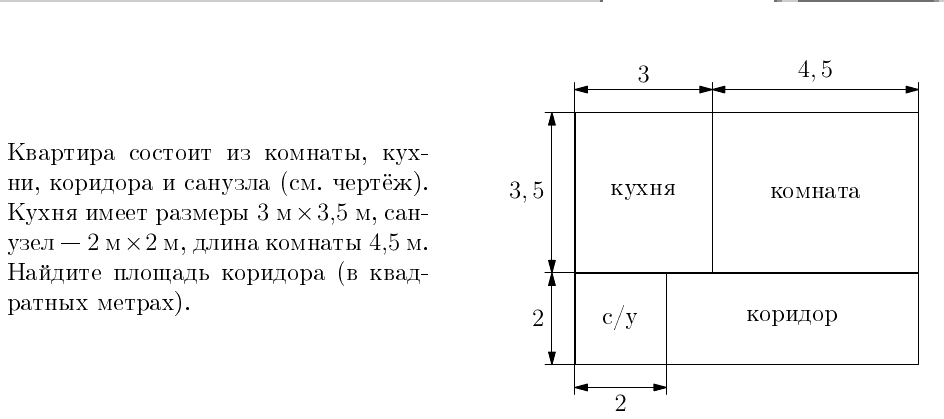 Квартира состоит из комнаты, кух-
ни, коридора и санузла (см. чертёж).
Кухня имеет размеры 3 м × 3,5 м, сан-
узел — 2 м × 2 м, длина комнаты 4,5 м.
Найдите площадь коридора (в квад-
ратных метрах).
3
4, 5
3, 5
кухня
комната
2
с/у
коридор
2